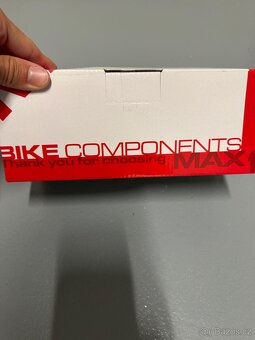 BIKE COMPONENTS
Thank you for choosing MAX